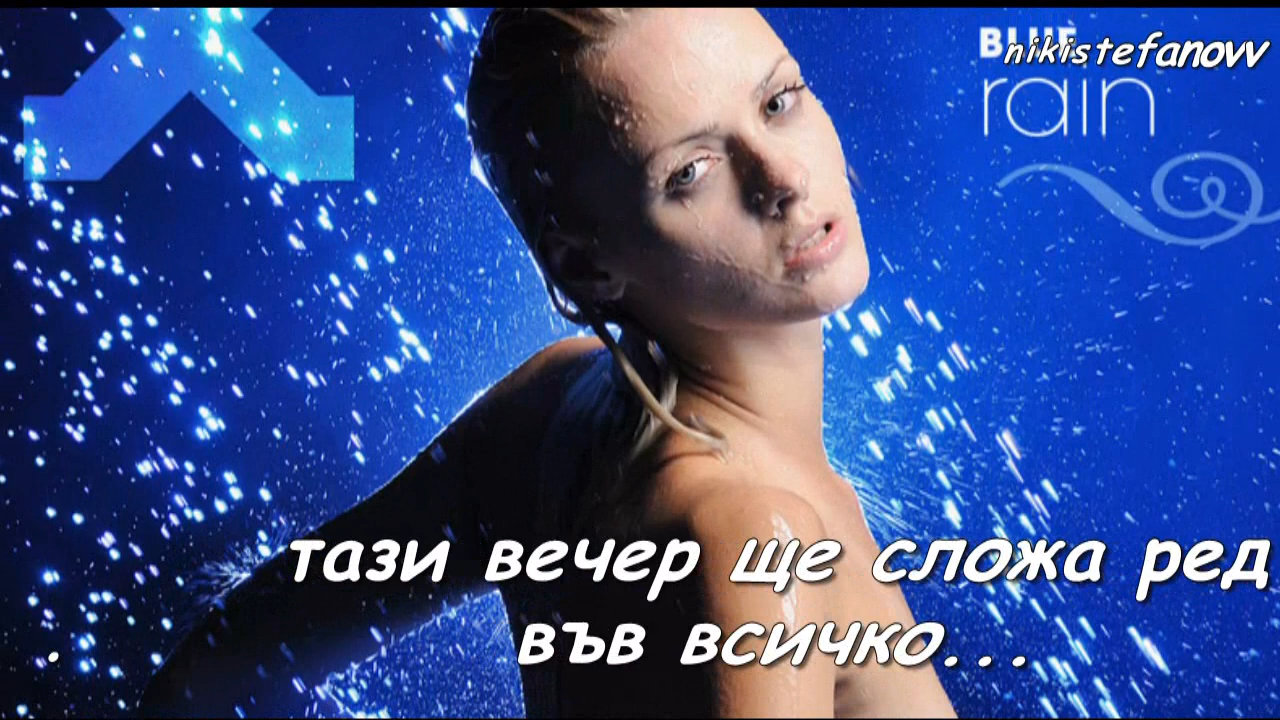 BLUE
nikistefanovv
rain
тази вечер ще сложа ред
във всичко...